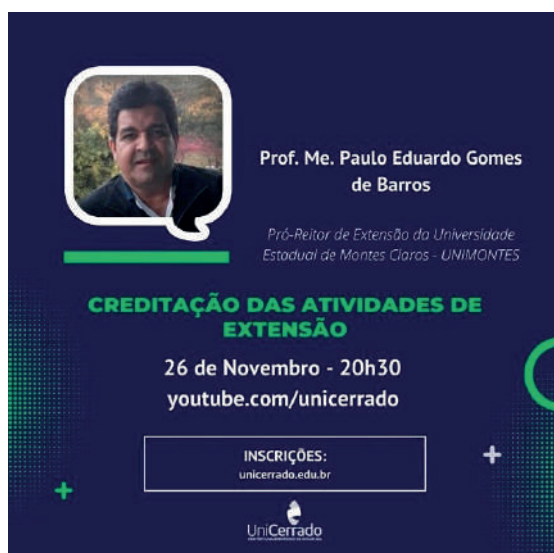 Prof. Me. Paulo Eduardo Gomes
de Barros
Pró-Reitor de Extensão da Universidade
Estadual de Montes Claros - UNIMONTES
CREDITAÇÃO DAS ATIVIDADES DE
EXTENSÃO
26 de Novembro - 20h30
youtube.com/unicerrado
INSCRIÇÕES:
unicerrado.edu.br
UniCerrado